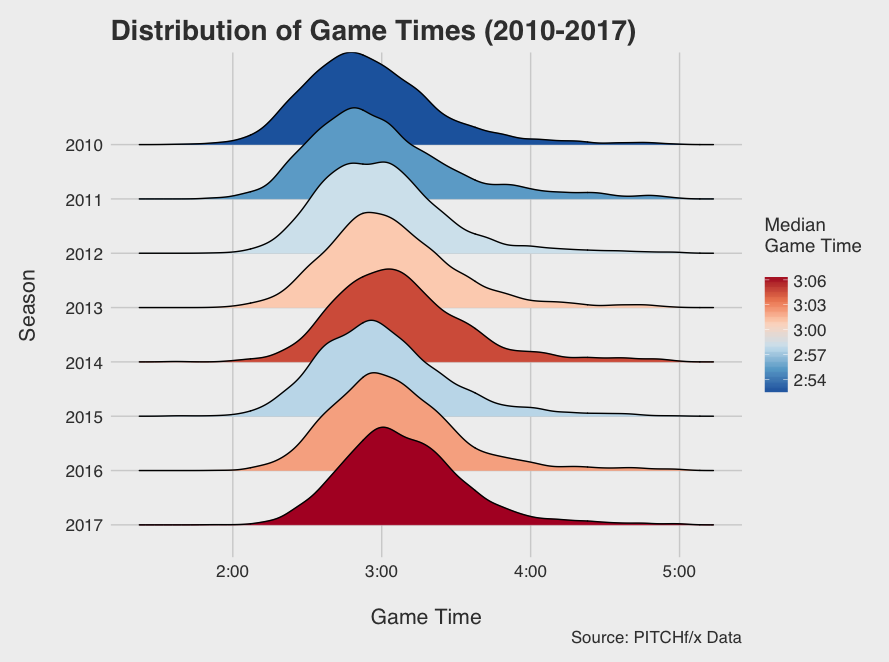 Distribution of Game Times (2010-2017)
Season
2010
2011
2012
2013
2014
2015
2016
2017
2:00 3:00 4:00 5:00
Game Time
Median
Game Time
3:06
3:03
3:00
2:57
2:54
Source: PITCHf/x Data